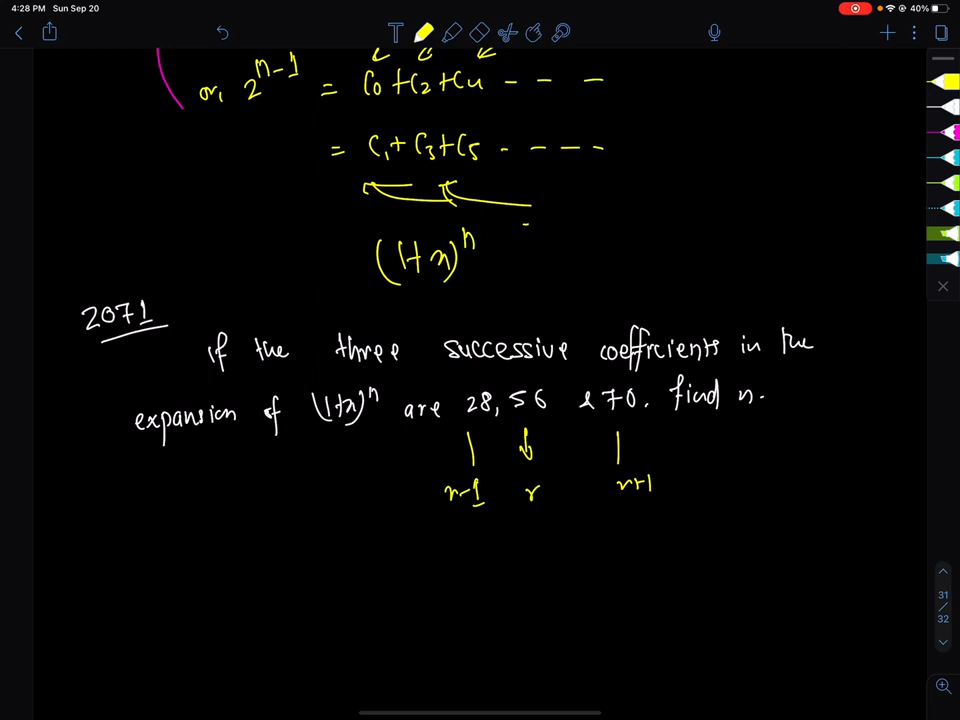 4:28 PM Sun Sep 20
40%
or, 2^{n-1} = C0 + C2 + C4 - - -
= C1 + C3 + C5 - - - -
(1+x)^n
2071
If the three successive coefficients in the
expansion of (1+x)^n are 28, 56 & 70. find n.
r-1 r r+1
31
/
32